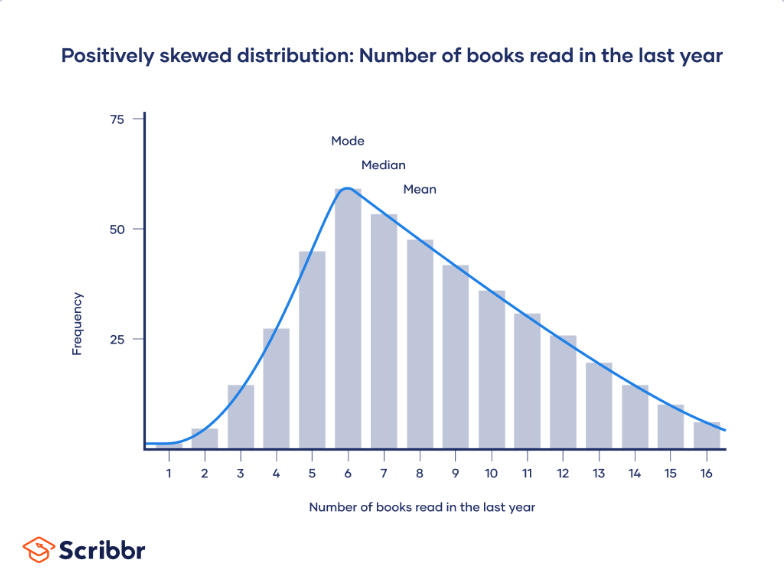 Positively skewed distribution: Number of books read in the last year
75
Mode
Median
Mean
50
Frequency
25
1 2 3 4 5 6 7 8 9 10 11 12 13 14 15 16
Number of books read in the last year
Scribbr